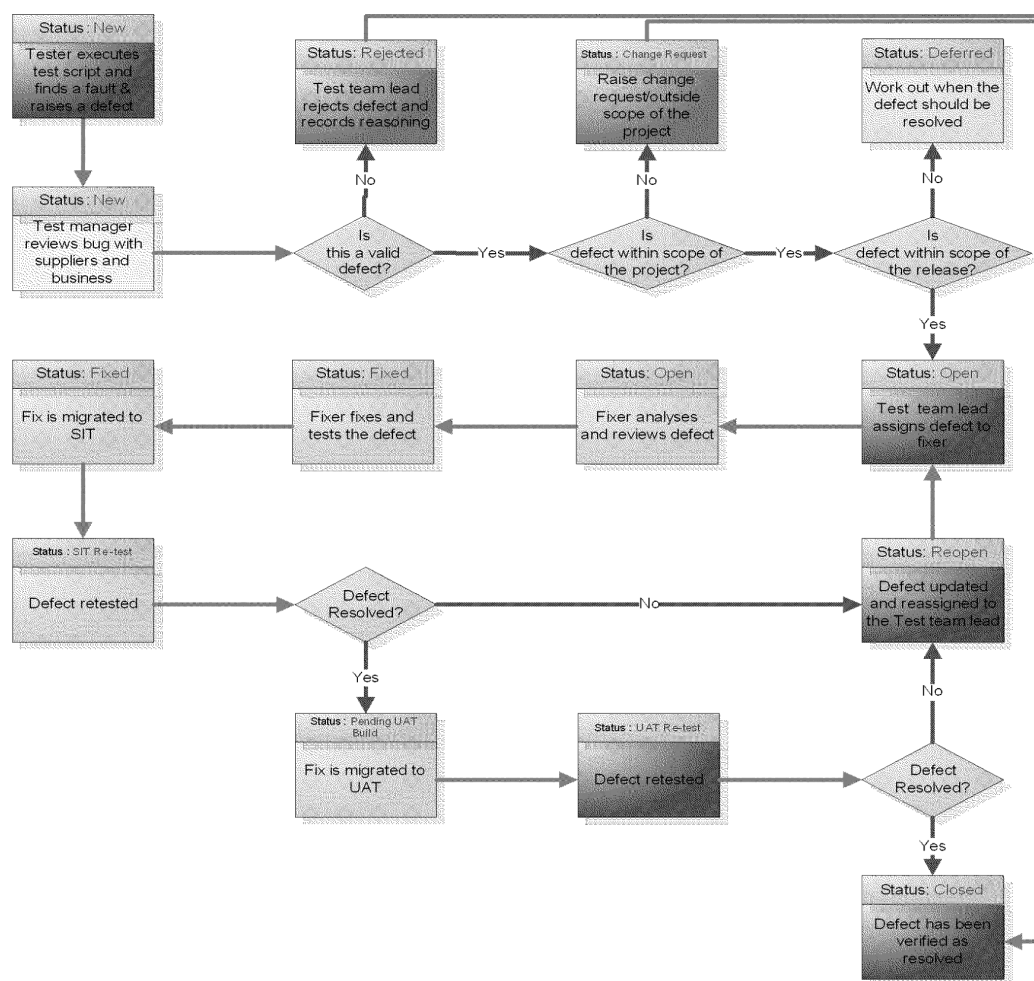 Status: New
Tester executes
test script and
finds a fault &
raises a defect
Status: Rejected
Test team lead
rejects defect and
records reasoning
Status: Change Request
Raise change
request/outside
scope of the
project
Status: Deferred
Work out when the
defect should be
resolved
No
No
No
Status: New
Test manager
reviews bug with
suppliers and
business
Is
this a valid
defect?
Yes
Is
defect within scope of
the project?
Yes
Is
defect within scope of
the release?
Yes
Status: Fixed
Fix is migrated to
SIT
Status: Fixed
Fixer fixes and
tests the defect
Status: Open
Fixer analyses
and reviews defect
Status: Open
Test team lead
assigns defect to
fixer
Status: SIT Re-test
Defect retested
Defect
Resolved?
No
Status: Reopen
Defect updated
and reassigned to
the Test team lead
Yes
No
Status: Pending UAT
Build
Fix is migrated to
UAT
Status: UAT Re-test
Defect retested
Defect
Resolved?
Yes
Status: Closed
Defect has been
verified as
resolved